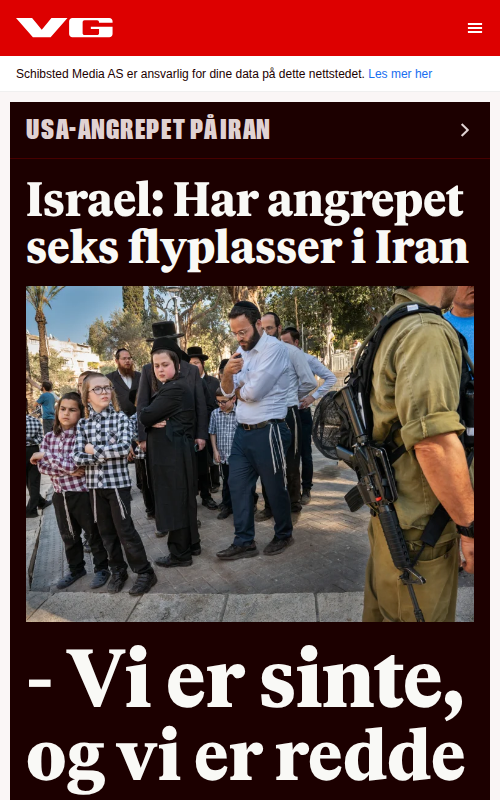 VG
Schibsted Media AS er ansvarlig for dine data på dette nettstedet. Les mer her
USA-ANGREPET PÅ IRAN
Israel: Har angrepet
seks flyplasser i Iran
- Vi er sinte,
og vi er redde